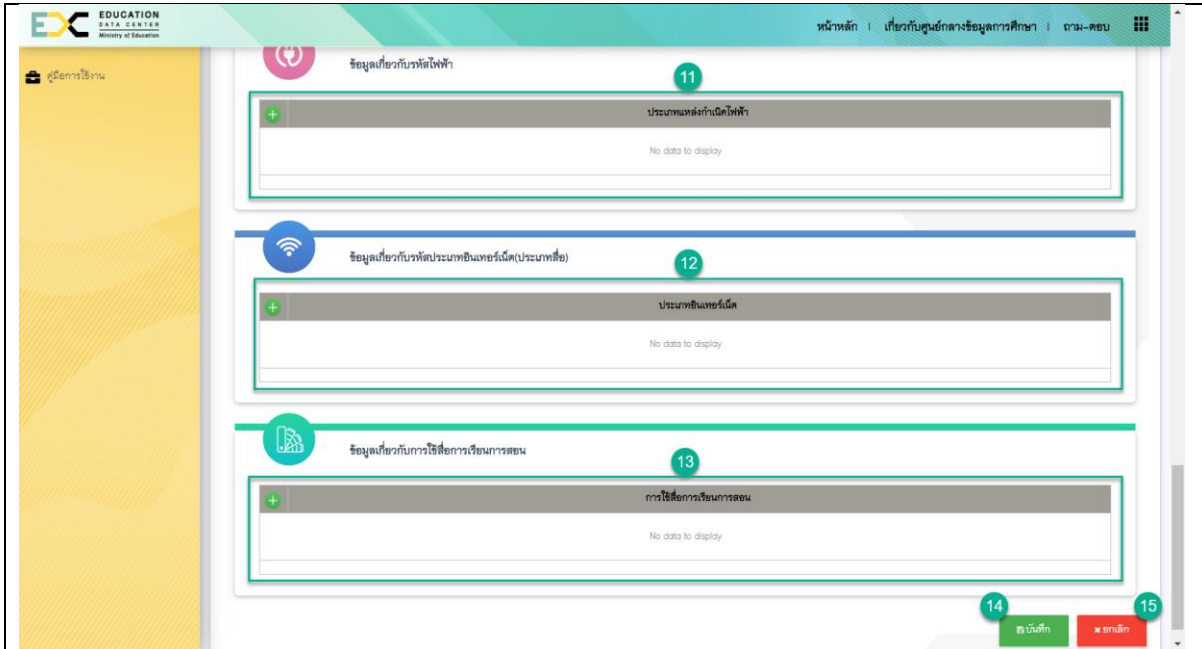 EDUCATION
DATA CENTER
Ministry of Education
หน้าหลัก | เกี่ยวกับศูนย์กลางข้อมูลการศึกษา | ถาม-ตอบ
คู่มือการใช้งาน
ข้อมูลเกี่ยวกับรหัสไฟฟ้า
11
ประเภทแหล่งกำเนิดไฟฟ้า
No data to display
ข้อมูลเกี่ยวกับรหัสประเภทอินเทอร์เน็ต(ประเภทสื่อ)
12
ประเภทอินเทอร์เน็ต
No data to display
ข้อมูลเกี่ยวกับการใช้สื่อการเรียนการสอน
13
การใช้สื่อการเรียนการสอน
No data to display
14
15
บันทึก
ยกเลิก